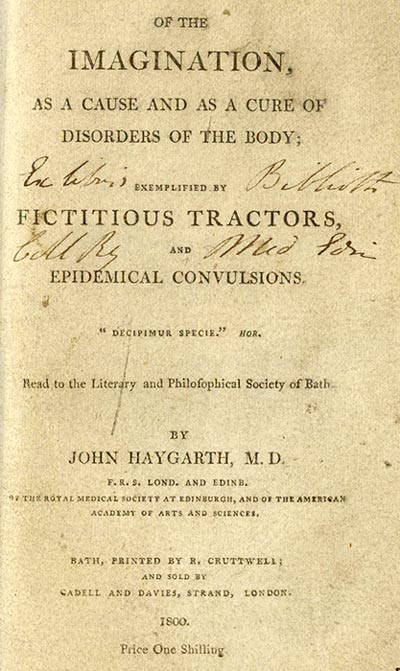 OF THE
IMAGINATION,
AS A CAUSE AND AS A CURE OF
DISORDERS OF THE BODY;
Ex libris Biblioth
EXEMPLIFIED BY
FICTITIOUS TRACTORS,
Coll Reg Med Edin
AND
EPIDEMICAL CONVULSIONS.
" DECIPIMUR SPECIE." HOR.
Read to the Literary and Philoſophical Society of Bath.
BY
JOHN HAYGARTH, M. D.
F. R. S. LOND. AND EDINB.
OF THE ROYAL MEDICAL SOCIETY AT EDINBURGH, AND OF THE AMERICAN
ACADEMY OF ARTS AND SCIENCES.
BATH, PRINTED BY R. CRUTTWELL;
AND SOLD BY
CADELL AND DAVIES, STRAND, LONDON.
1800.
Price One Shilling.